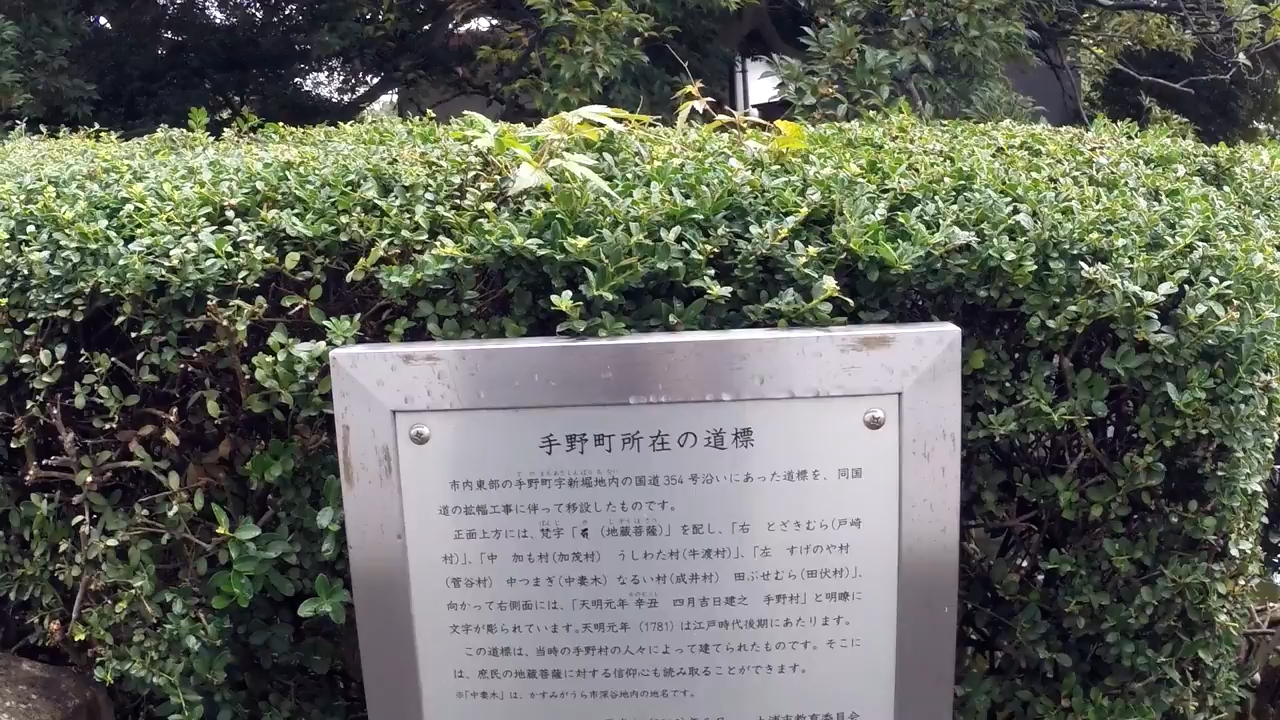 手野町所在の道標
市内東部の手野町字新堀地内の国道354号沿いにあった道標を、同国
道の拡幅工事に伴って移設したものです。
正面上方には、梵字「 (地蔵菩薩)」を配し、「右 とざきむら(戸崎
村)」、「中 加も村(加茂村) うしわた村(牛渡村)」、「左 すげのや村
(菅谷村) 中つまぎ(中妻木) なるい村(成井村) 田ぶせむら(田伏村)」、
向かって右側面には、「天明元年 辛丑 四月吉日建之 手野村」と明瞭に
文字が彫られています。天明元年(1781)は江戸時代後期にあたります。
この道標は、当時の手野村の人々によって建てられたものです。そこに
は、庶民の地蔵菩薩に対する信仰心も読み取ることができます。
※「中妻木」は、かすみがうら市深谷地内の地名です。
土浦市教育委員会